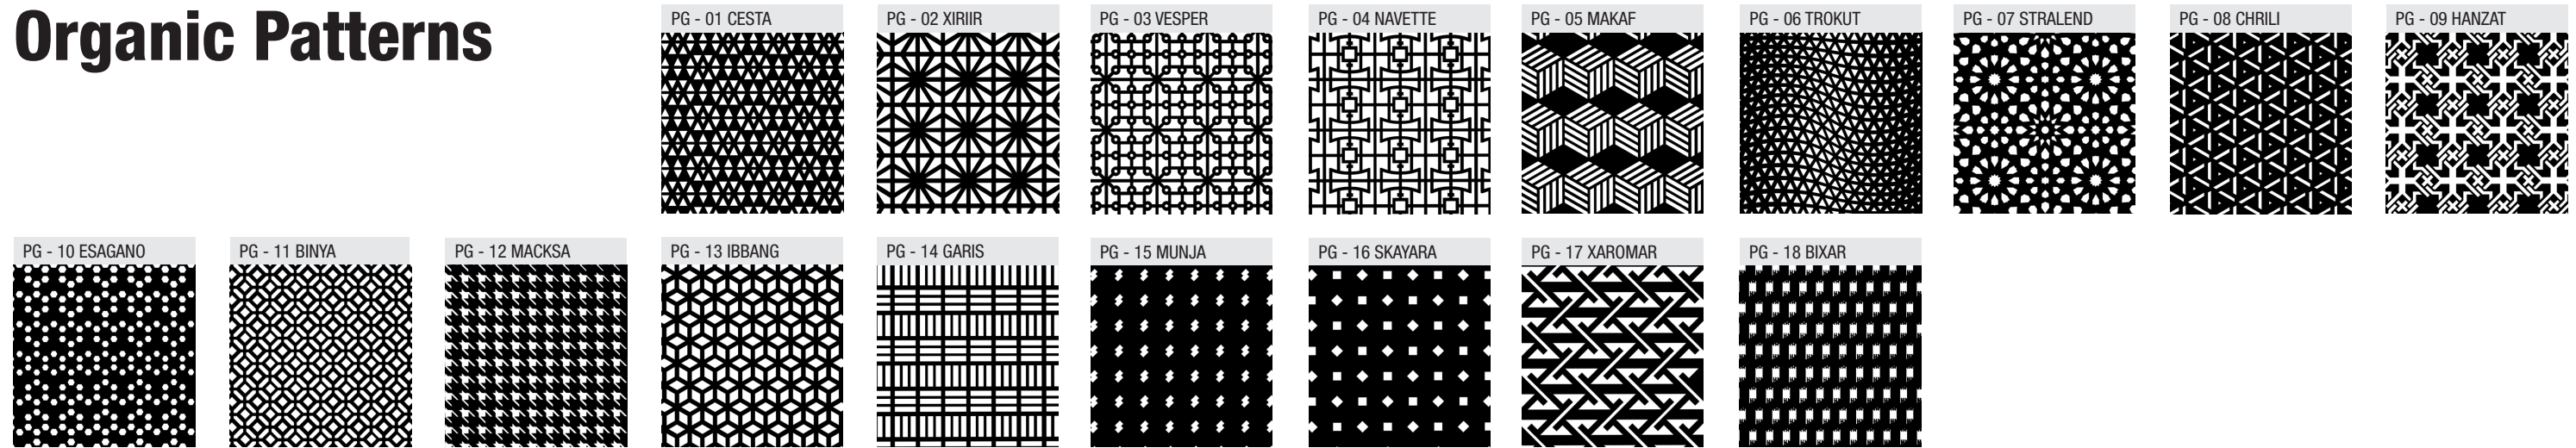 Organic Patterns
PG - 01 CESTA
PG - 02 XIRIIR
PG - 03 VESPER
PG - 04 NAVETTE
PG - 05 MAKAF
PG - 06 TROKUT
PG - 07 STRALEND
PG - 08 CHRILI
PG - 09 HANZAT
PG - 10 ESAGANO
PG - 11 BINYA
PG - 12 MACKSA
PG - 13 IBBANG
PG - 14 GARIS
PG - 15 MUNJA
PG - 16 SKAYARA
PG - 17 XAROMAR
PG - 18 BIXAR